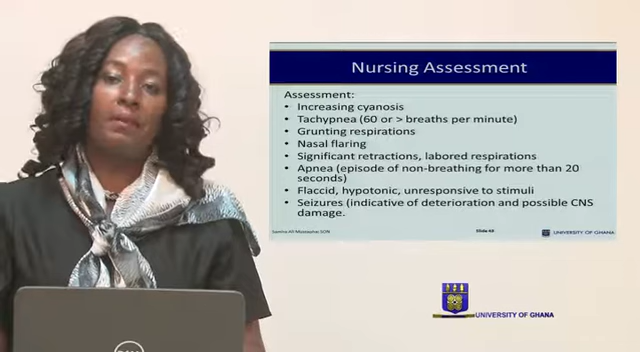 Nursing Assessment
Assessment:
• Increasing cyanosis
• Tachypnea (60 or > breaths per minute)
• Grunting respirations
• Nasal flaring
• Significant retractions, labored respirations
• Apnea (episode of non-breathing for more than 20
seconds)
• Flaccid, hypotonic, unresponsive to stimuli
• Seizures (indicative of deterioration and possible CNS
damage.
UNIVERSITY OF GHANA
UNIVERSITY OF GHANA
DELL